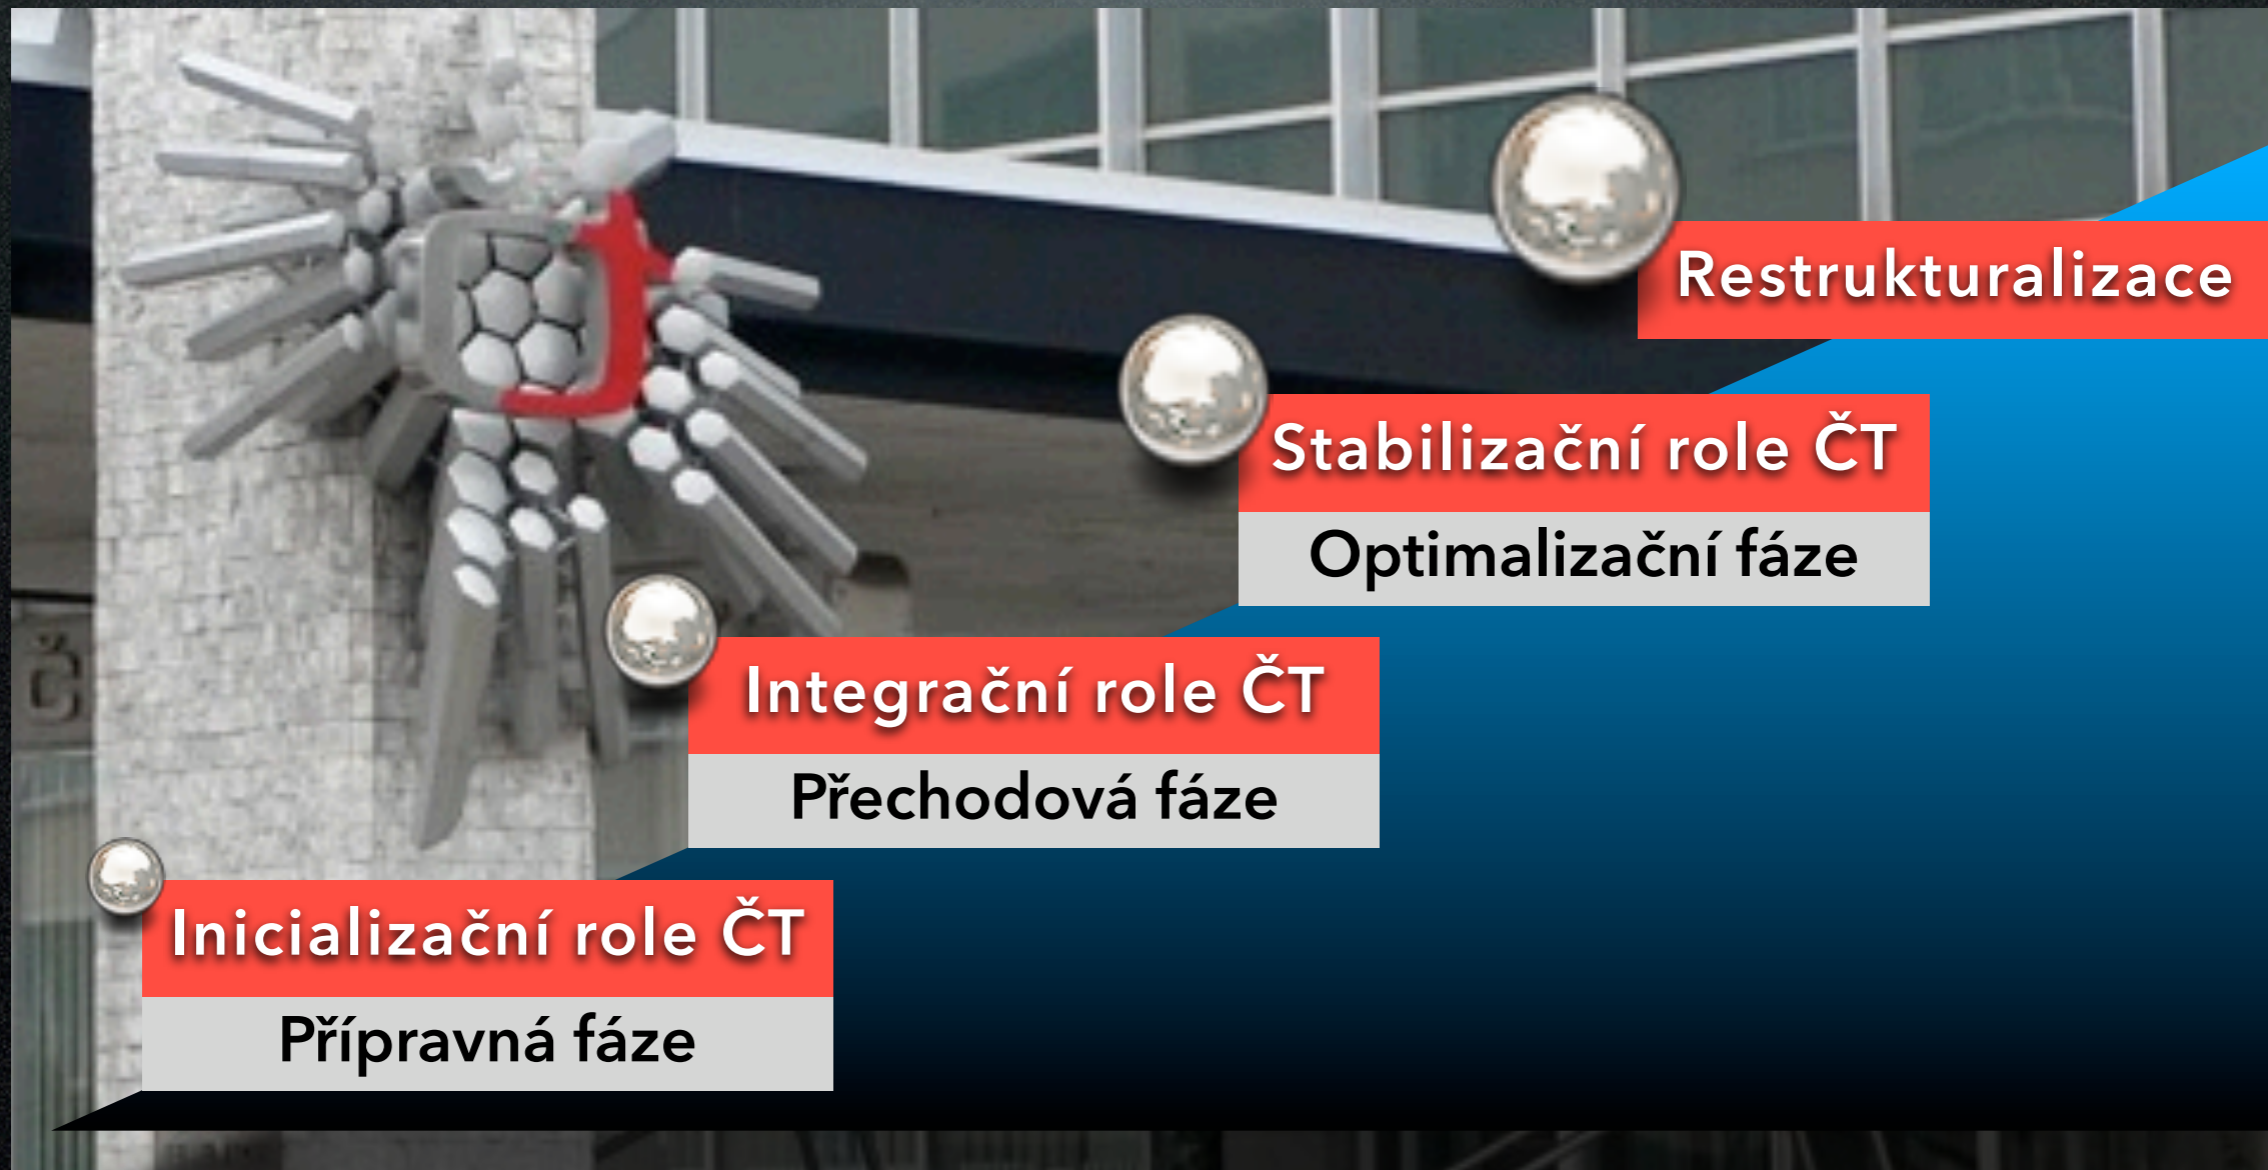 Restrukturalizace
Stabilizační role ČT
Optimalizační fáze
Integrační role ČT
Přechodová fáze
Inicializační role ČT
Přípravná fáze